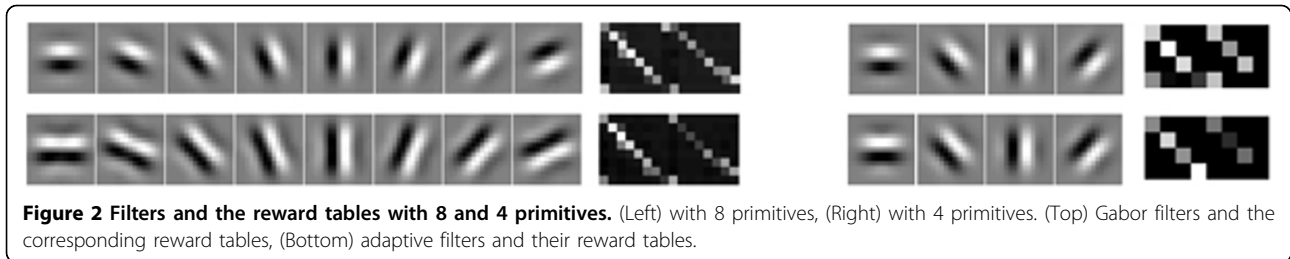 Figure 2 Filters and the reward tables with 8 and 4 primitives. (Left) with 8 primitives, (Right) with 4 primitives. (Top) Gabor filters and the
corresponding reward tables, (Bottom) adaptive filters and their reward tables.